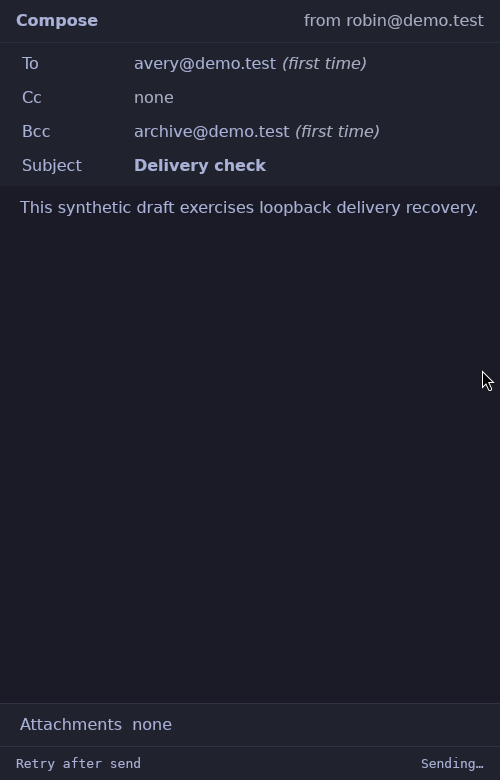 Compose from robin@demo.test
To avery@demo.test (first time)
Cc none
Bcc archive@demo.test (first time)
Subject Delivery check
This synthetic draft exercises loopback delivery recovery.
Attachments none
Retry after send Sending…